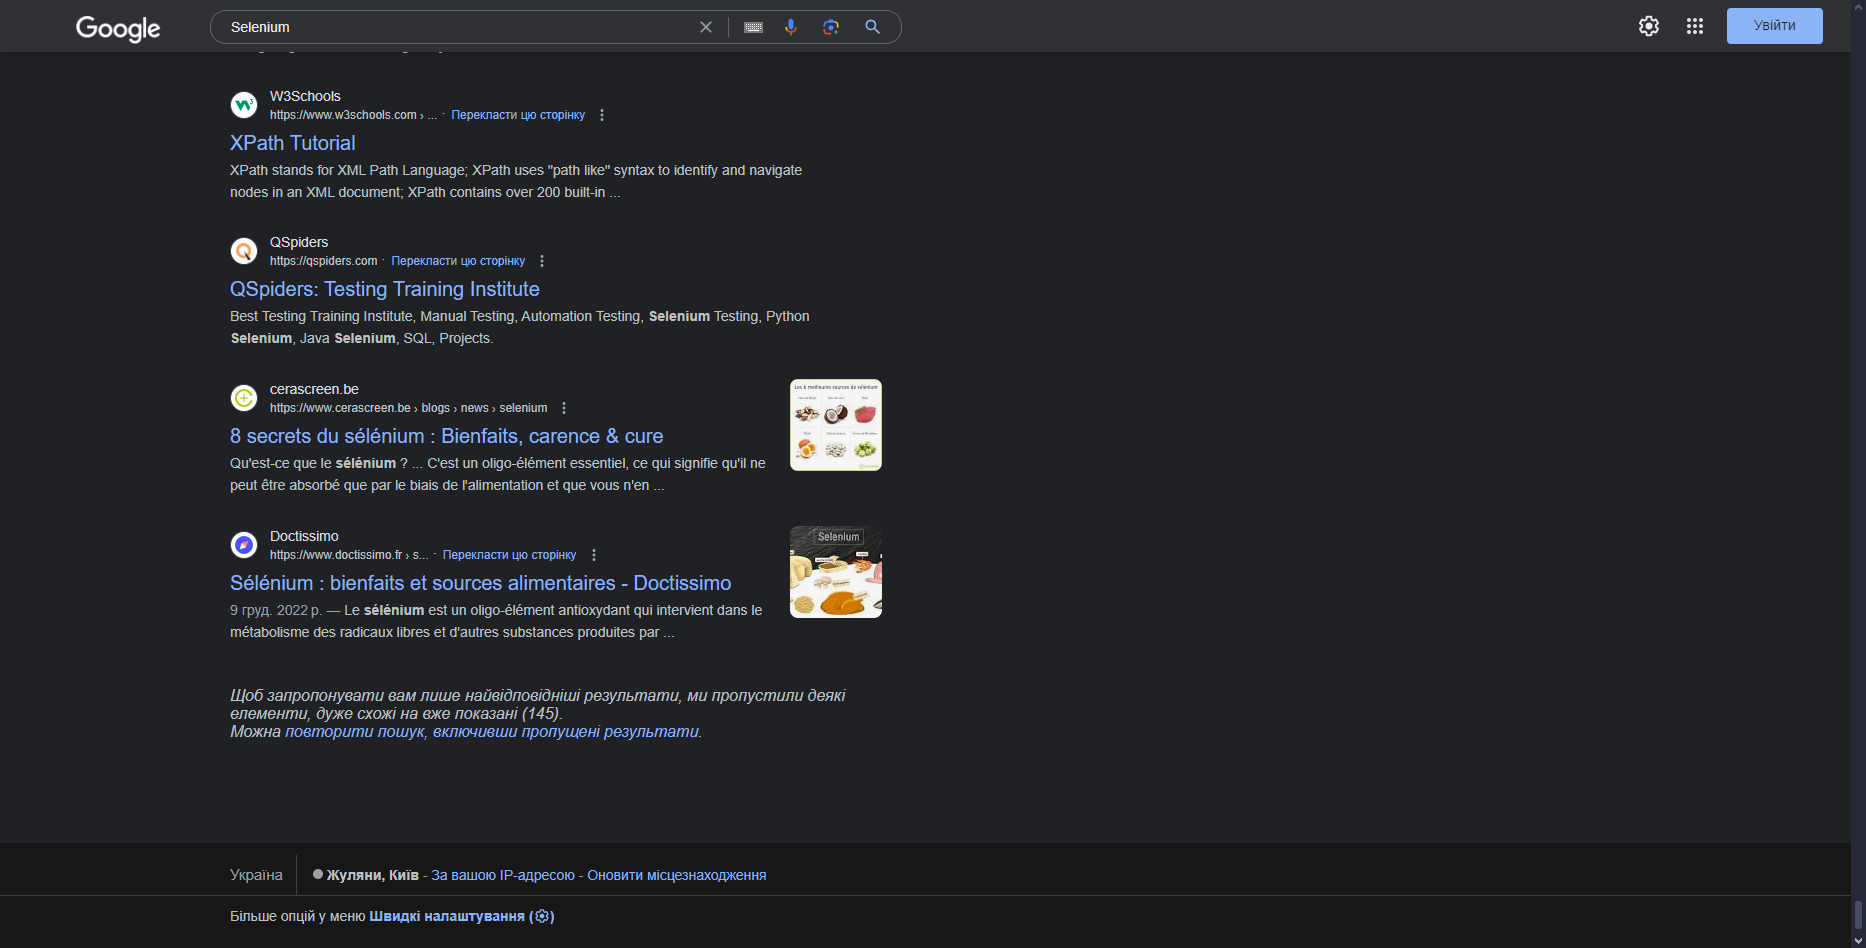 Google
Selenium
Увійти
W3Schools
https://www.w3schools.com › ... · Перекласти цю сторінку
XPath Tutorial
XPath stands for XML Path Language; XPath uses "path like" syntax to identify and navigate
nodes in an XML document; XPath contains over 200 built-in ...
QSpiders
https://qspiders.com · Перекласти цю сторінку
QSpiders: Testing Training Institute
Best Testing Training Institute, Manual Testing, Automation Testing, Selenium Testing, Python
Selenium, Java Selenium, SQL, Projects.
cerascreen.be
https://www.cerascreen.be › blogs › news › selenium
8 secrets du sélénium : Bienfaits, carence & cure
Qu'est-ce que le sélénium ? ... C'est un oligo-élément essentiel, ce qui signifie qu'il ne
peut être absorbé que par le biais de l'alimentation et que vous n'en ...
Les 6 meilleures sources de sélénium
Doctissimo
https://www.doctissimo.fr › s... · Перекласти цю сторінку
Sélénium : bienfaits et sources alimentaires - Doctissimo
9 груд. 2022 р. — Le sélénium est un oligo-élément antioxydant qui intervient dans le
métabolisme des radicaux libres et d'autres substances produites par ...
Selenium
Щоб запропонувати вам лише найвідповідніші результати, ми пропустили деякі
елементи, дуже схожі на вже показані (145).
Можна повторити пошук, включивши пропущені результати.
Україна
Жуляни, Київ - За вашою IP-адресою - Оновити місцезнаходження
Більше опцій у меню Швидкі налаштування ( )